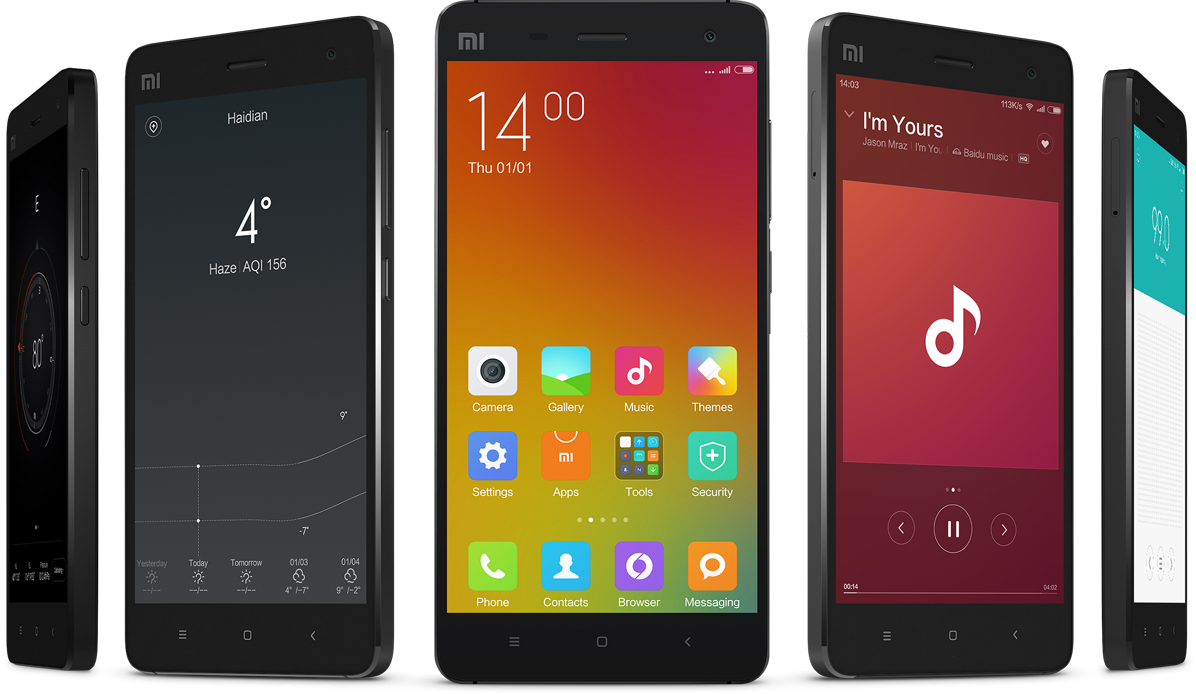 E
80°
MI
Haidian
4°
Haze | AQI 156
9°
-7°
Yesterday Today Tomorrow 01/03 01/04
--/-- --/-- --/-- 4° /-7° 9° /-2°
MI
14 00
Thu 01/01
Camera Gallery Music Themes
MI
Settings Apps Tools Security
Phone Contacts Browser Messaging
MI
14:03
113K/s
I'm Yours
Jason Mraz | I'm You
Baidu music | HQ
00:14 04:02
MI
99.0